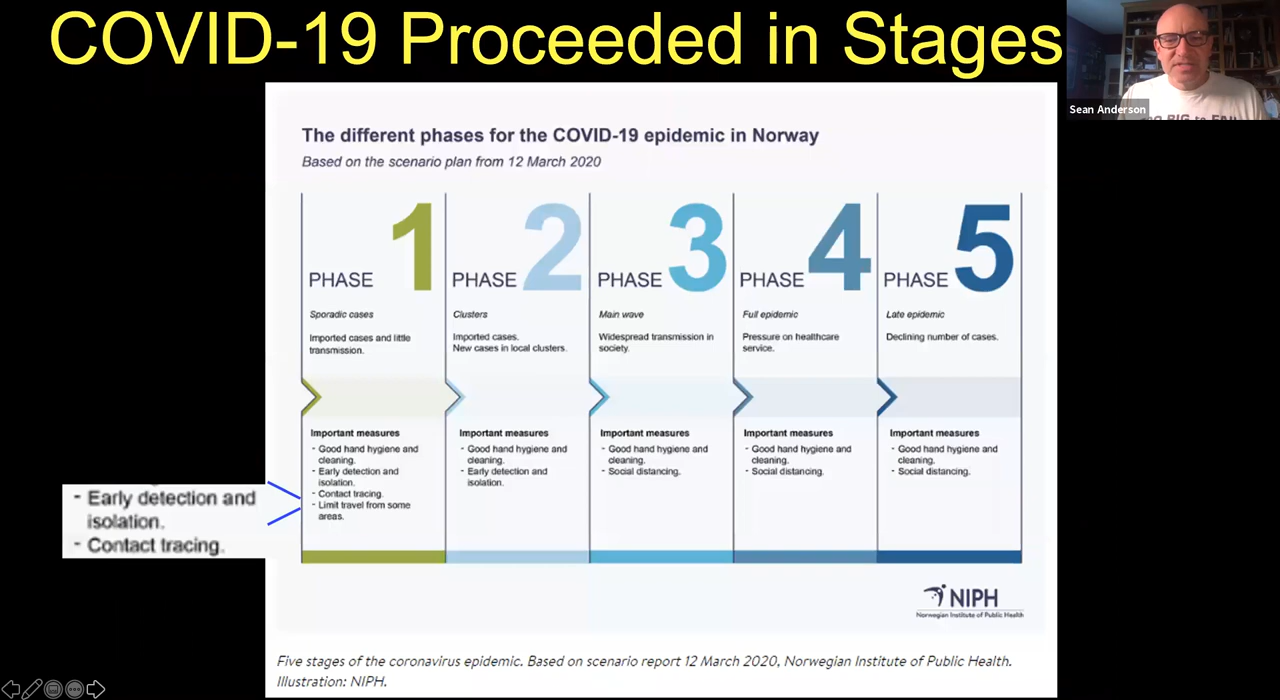 COVID-19 Proceeded in Stages
Sean Anderson
The different phases for the COVID-19 epidemic in Norway
Based on the scenario plan from 12 March 2020
PHASE 1
Sporadic cases
Imported cases and little
transmission.
Important measures
- Good hand hygiene and
cleaning.
- Early detection and
isolation.
- Contact tracing.
- Limit travel from some
areas.
PHASE 2
Clusters
Imported cases.
New cases in local clusters.
Important measures
- Good hand hygiene and
cleaning.
- Early detection and
isolation.
PHASE 3
Main wave
Widespread transmission in
society.
Important measures
- Good hand hygiene and
cleaning.
- Social distancing.
PHASE 4
Full epidemic
Pressure on healthcare
service.
Important measures
- Good hand hygiene and
cleaning.
- Social distancing.
PHASE 5
Late epidemic
Declining number of cases.
Important measures
- Good hand hygiene and
cleaning.
- Social distancing.
- Early detection and
isolation.
- Contact tracing.
NIPH
Norwegian Institute of Public Health
Five stages of the coronavirus epidemic. Based on scenario report 12 March 2020, Norwegian Institute of Public Health.
Illustration: NIPH.